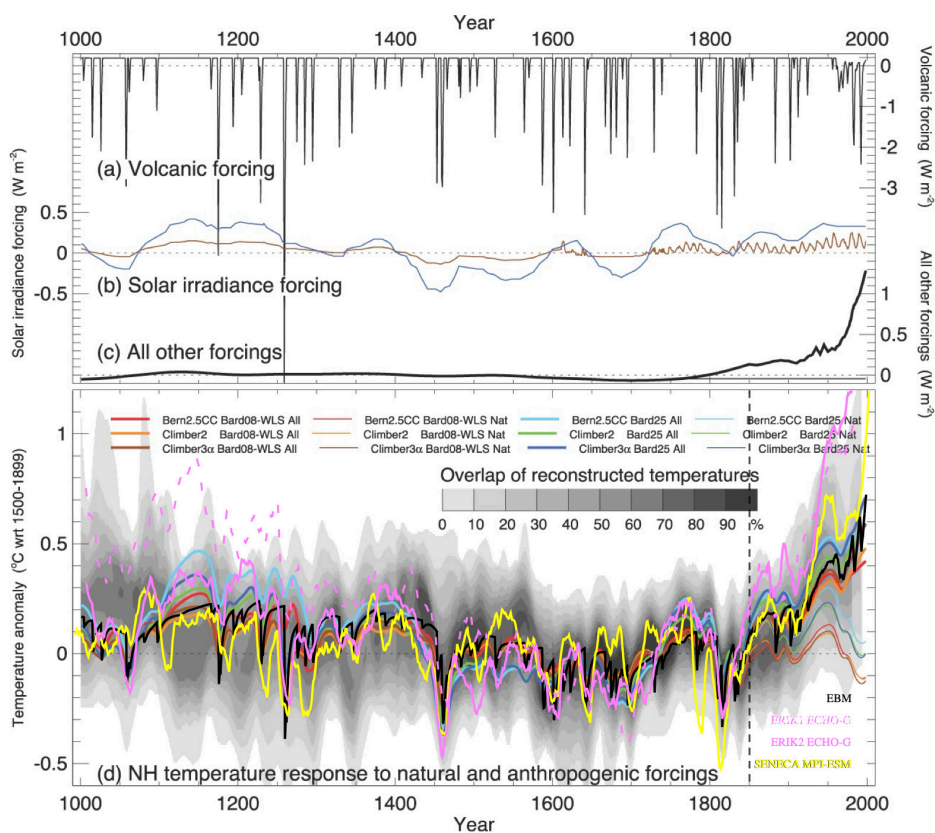 Year
1000 1200 1400 1600 1800 2000
0
-1
-2
-3
Volcanic forcing (W m⁻²)
(a) Volcanic forcing
0.5
0
-0.5
Solar irradiance forcing (W m⁻²)
(b) Solar irradiance forcing
1
0.5
0
All other forcings (W m⁻²)
(c) All other forcings
Bern2.5CC Bard08-WLS All Bern2.5CC Bard08-WLS Nat Bern2.5CC Bard25 All Bern2.5CC Bard25 Nat
Climber2 Bard08-WLS All Climber2 Bard08-WLS Nat Climber2 Bard25 All Climber2 Bard25 Nat
Climber3α Bard08-WLS All Climber3α Bard08-WLS Nat Climber3α Bard25 All Climber3α Bard25 Nat
Overlap of reconstructed temperatures
0 10 20 30 40 50 60 70 80 90 %
1
0.5
0
-0.5
Temperature anomaly (°C wrt 1500-1899)
EBM
ERIK1 ECHO-G
ERIK2 ECHO-G
SENECA MPI-ESM
(d) NH temperature response to natural and anthropogenic forcings
1000 1200 1400 1600 1800 2000
Year